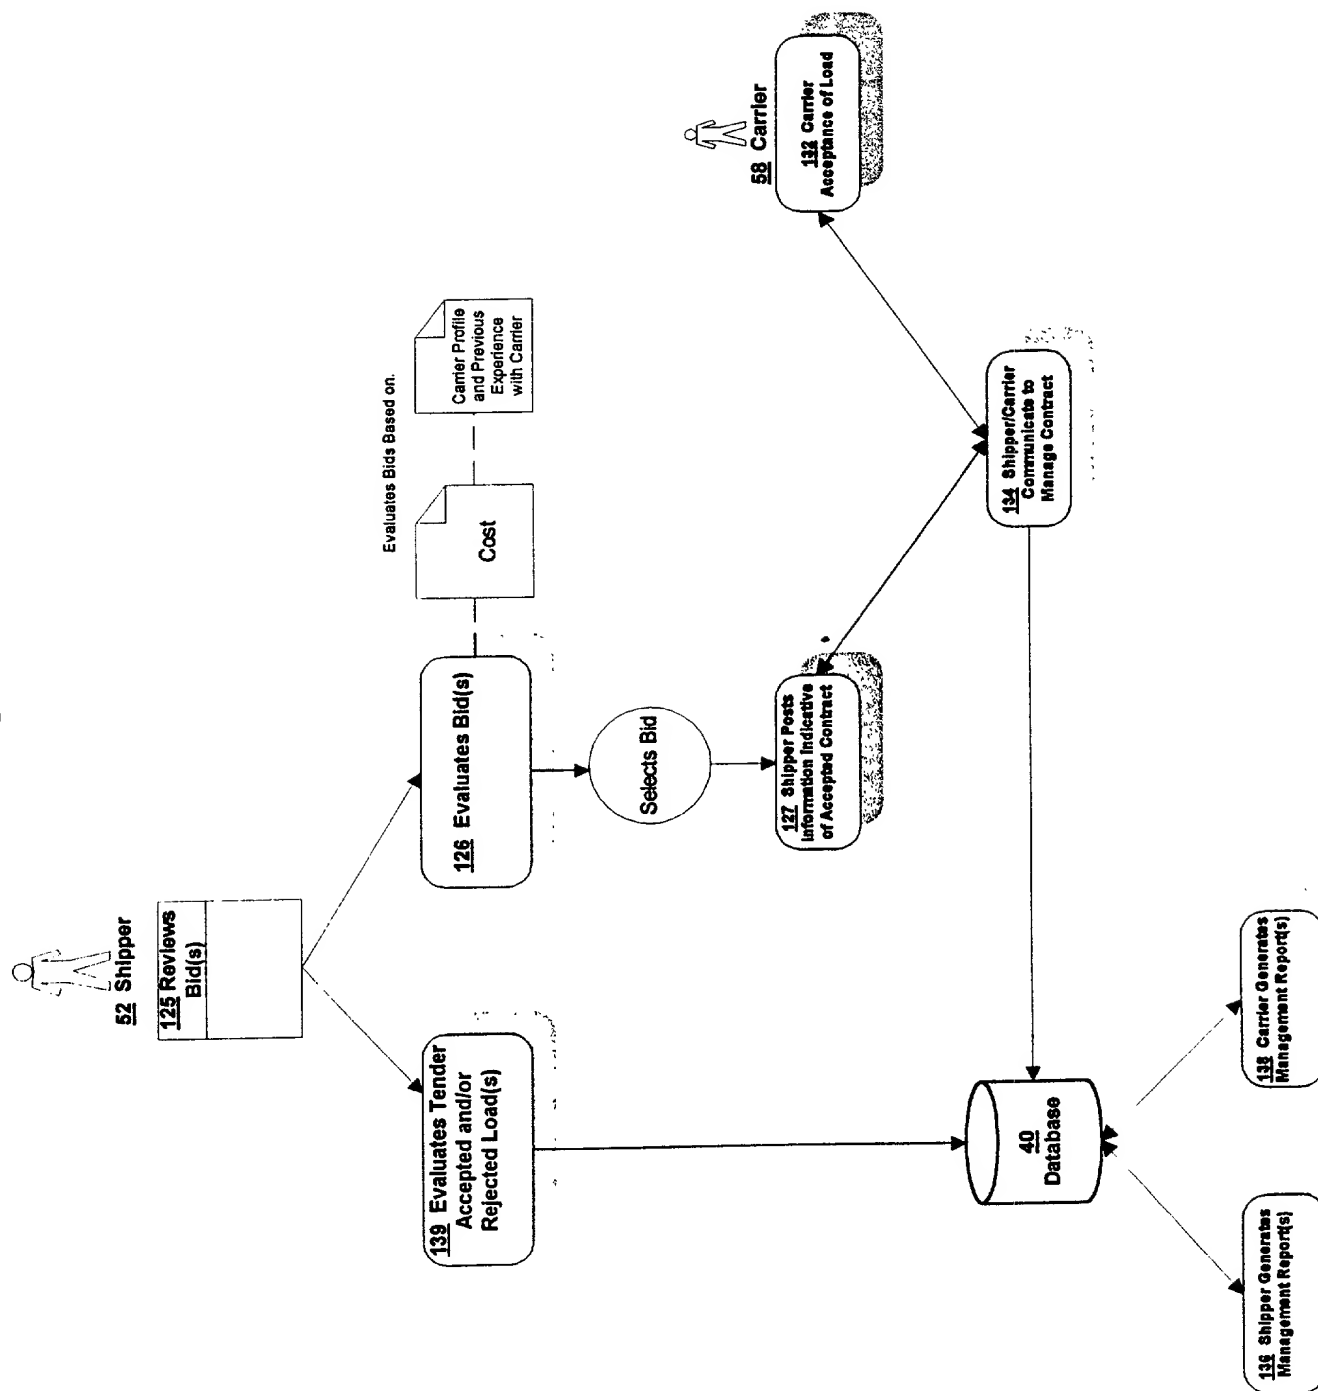 52 Shipper
125 Reviews
Bid(s)
139 Evaluates Tender
Accepted and/or
Rejected Load(s)
126 Evaluates Bid(s)
Evaluates Bids Based on.
Cost
Carrier Profile
and Previous
Experience
with Carrier
Selects Bid
127 Shipper Posts
Information Indicative
of Accepted Contract
58 Carrier
132 Carrier
Acceptance of Load
134 Shipper/Carrier
Communicate to
Manage Contract
40
Database
136 Shipper Generates
Management Report(s)
138 Carrier Generates
Management Report(s)